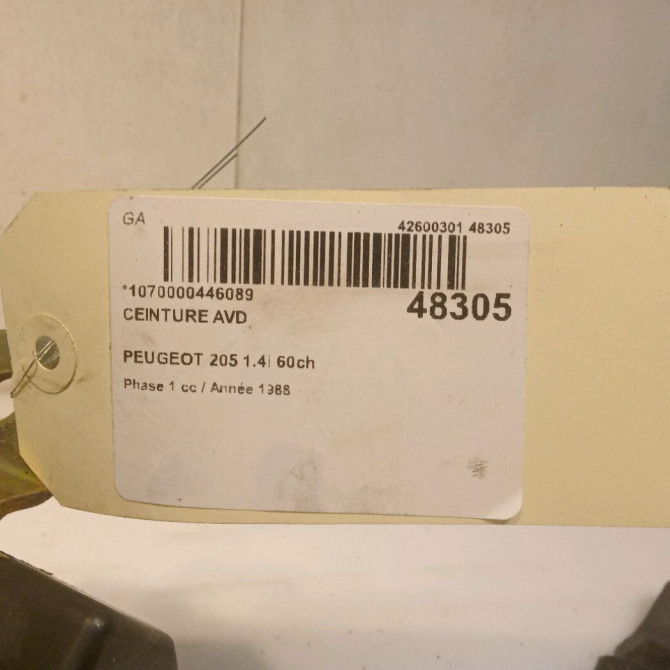 GA
42600301 48305
*1070000446089
48305
CEINTURE AVD
PEUGEOT 205 1.4i 60ch
Phase 1 cc / Année 1988